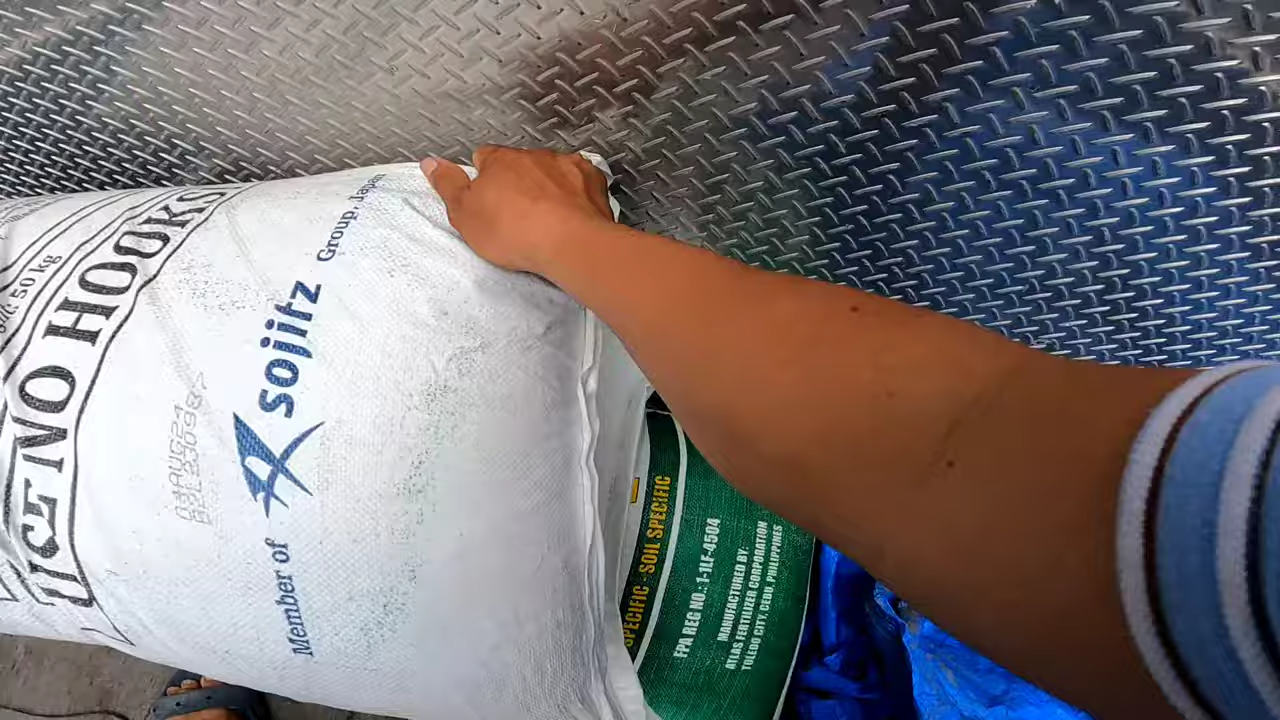 50 kg
USE NO HOOKS
Member of
sojitz
Group, Japan
SPECIFIC - SOIL SPECIFIC
FPA REG NO.: 1-1LF-4504
MANUFACTURED BY:
ATLAS FERTILIZER CORPORATION
TOLEDO CITY, CEBU, PHILIPPINES